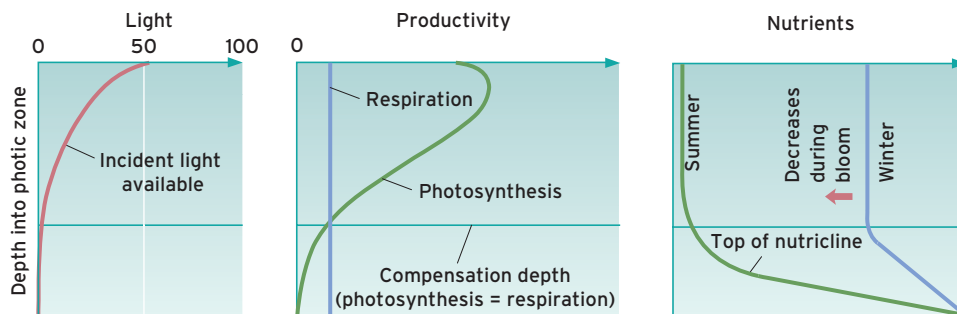 Light
0 50 100
Depth into photic zone
Incident light
available
Productivity
0
Respiration
Photosynthesis
Compensation depth
(photosynthesis = respiration)
Nutrients
Summer
Decreases
during
bloom
Winter
Top of nutricline